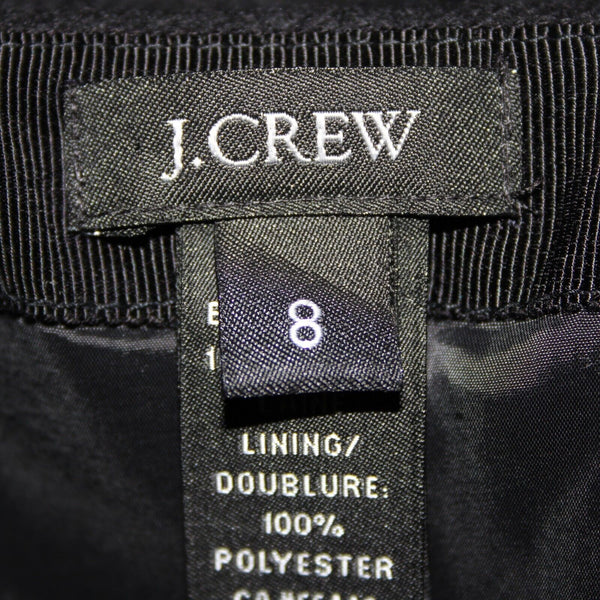 J.CREW
8
LINING/
DOUBLURE:
100%
POLYESTER